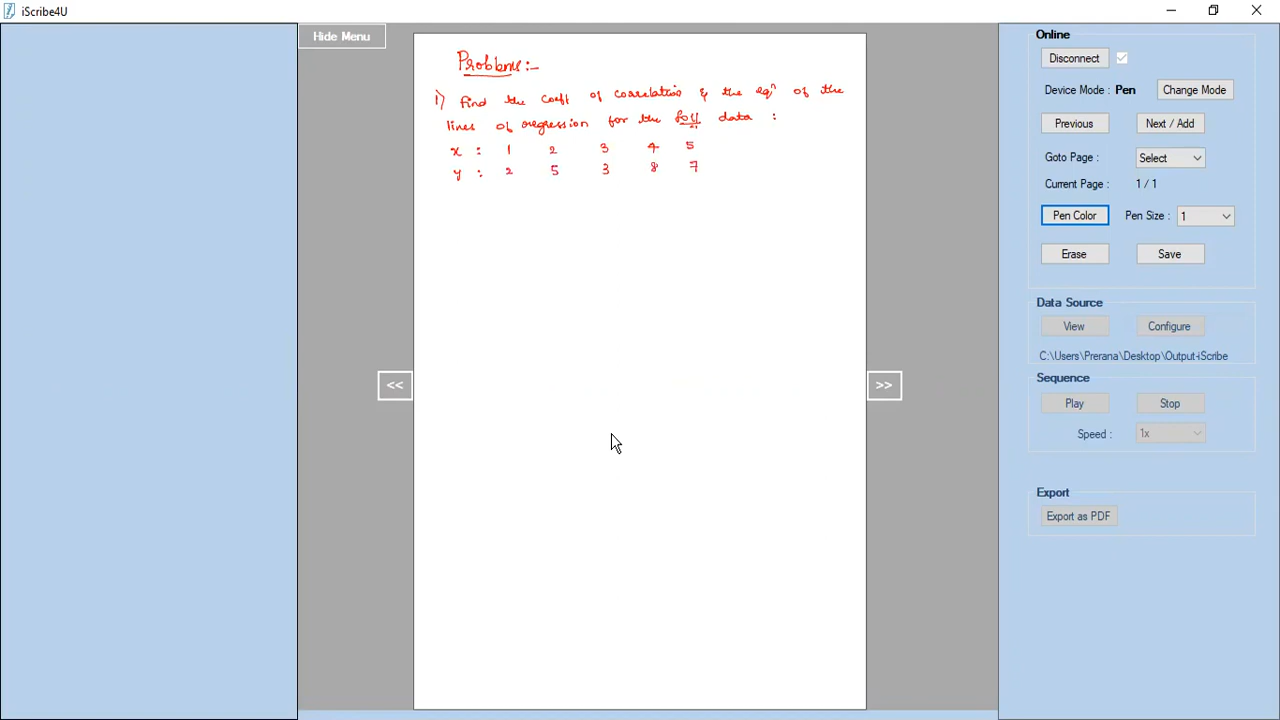 iScribe4U
Hide Menu
Problems:-
1) Find the coeft of correlation & the eqn of the
lines of regression for the foll data :
x : 1 2 3 4 5
y : 2 5 3 8 7
<<
>>
Online
Disconnect
Device Mode : Pen Change Mode
Previous Next / Add
Goto Page : Select
Current Page : 1 / 1
Pen Color Pen Size : 1
Erase Save
Data Source
View Configure
C:\Users\Prerana\Desktop\Output-iScribe
Sequence
Play Stop
Speed : 1x
Export
Export as PDF